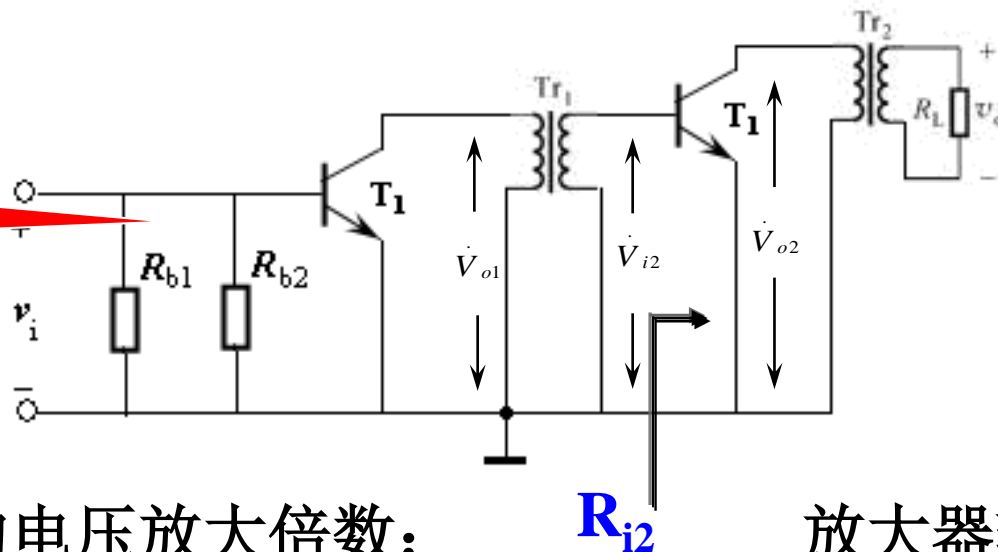 Tr₂
+
Tr₁
R_L
T₁
T₁
+
R_b1
R_b2
V̇_o1
V̇_i2
V̇_o2
v_i
−
−
电压放大倍数：
R_i2
放大器